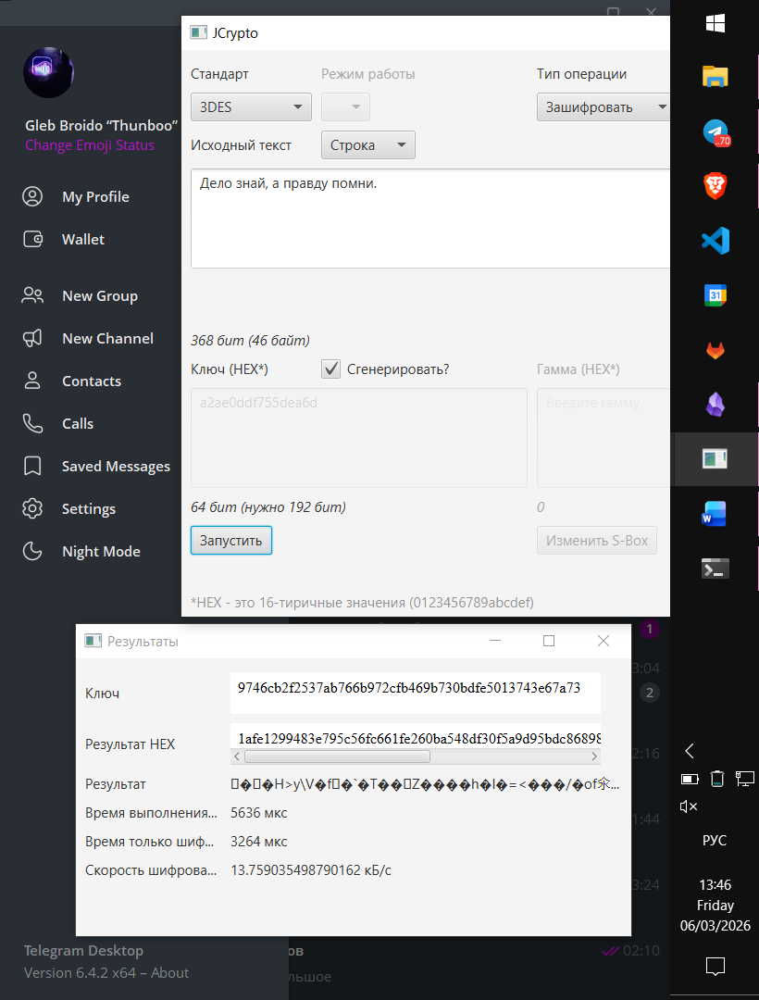 JCrypto
Стандарт
Режим работы
Тип операции
3DES
Зашифровать
Исходный текст
Строка
Дело знай, а правду помни.
368 бит (46 байт)
Ключ (HEX*)
Сгенерировать?
Гамма (HEX*)
a2ae0ddf755dea6d
Введите гамму
64 бит (нужно 192 бит)
0
Запустить
Изменить S-Box
*HEX - это 16-тиричные значения (0123456789abcdef)
Gleb Broido “Thunboo”
Change Emoji Status
My Profile
Wallet
New Group
New Channel
Contacts
Calls
Saved Messages
Settings
Night Mode
Telegram Desktop
Version 6.4.2 x64 – About
Результаты
Ключ
9746cb2f2537ab766b972cfb469b730bdfe5013743e67a73
Результат HEX
1afe1299483e795c56fc661fe260ba548df30f5a9d95bdc86898
Результат
Время выполнения...
5636 мкс
Время только шиф...
3264 мкс
Скорость шифрова...
13.759035498790162 кБ/с
1
3:04
2
2:16
1:44
3:24
ов
02:10
льшое
70
31
W
РУС
13:46
Friday
06/03/2026